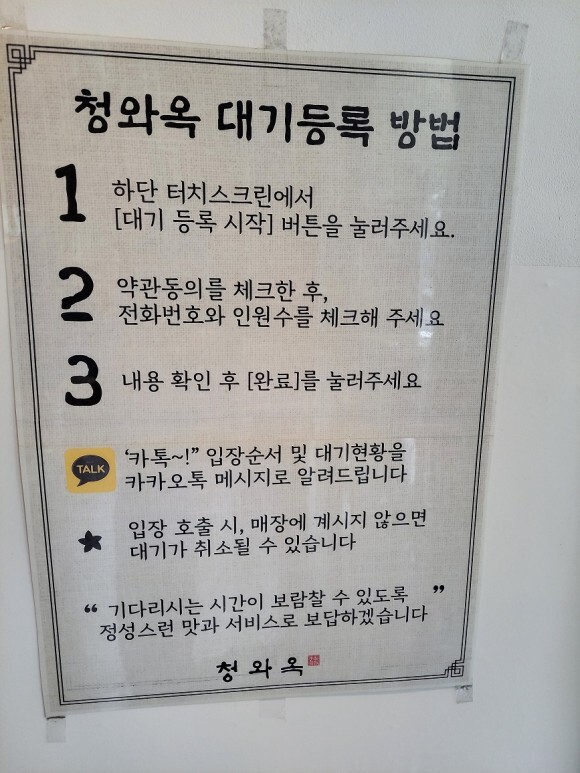 청와옥 대기등록 방법
1 하단 터치스크린에서
[대기 등록 시작] 버튼을 눌러주세요.
2 약관동의를 체크한 후,
전화번호와 인원수를 체크해 주세요
3 내용 확인 후 [완료]를 눌러주세요
TALK
‘카톡~!” 입장순서 및 대기현황을
카카오톡 메시지로 알려드립니다
★ 입장 호출 시, 매장에 계시지 않으면
대기가 취소될 수 있습니다
“ 기다리시는 시간이 보람찰 수 있도록 ”
정성스런 맛과 서비스로 보답하겠습니다
청와옥